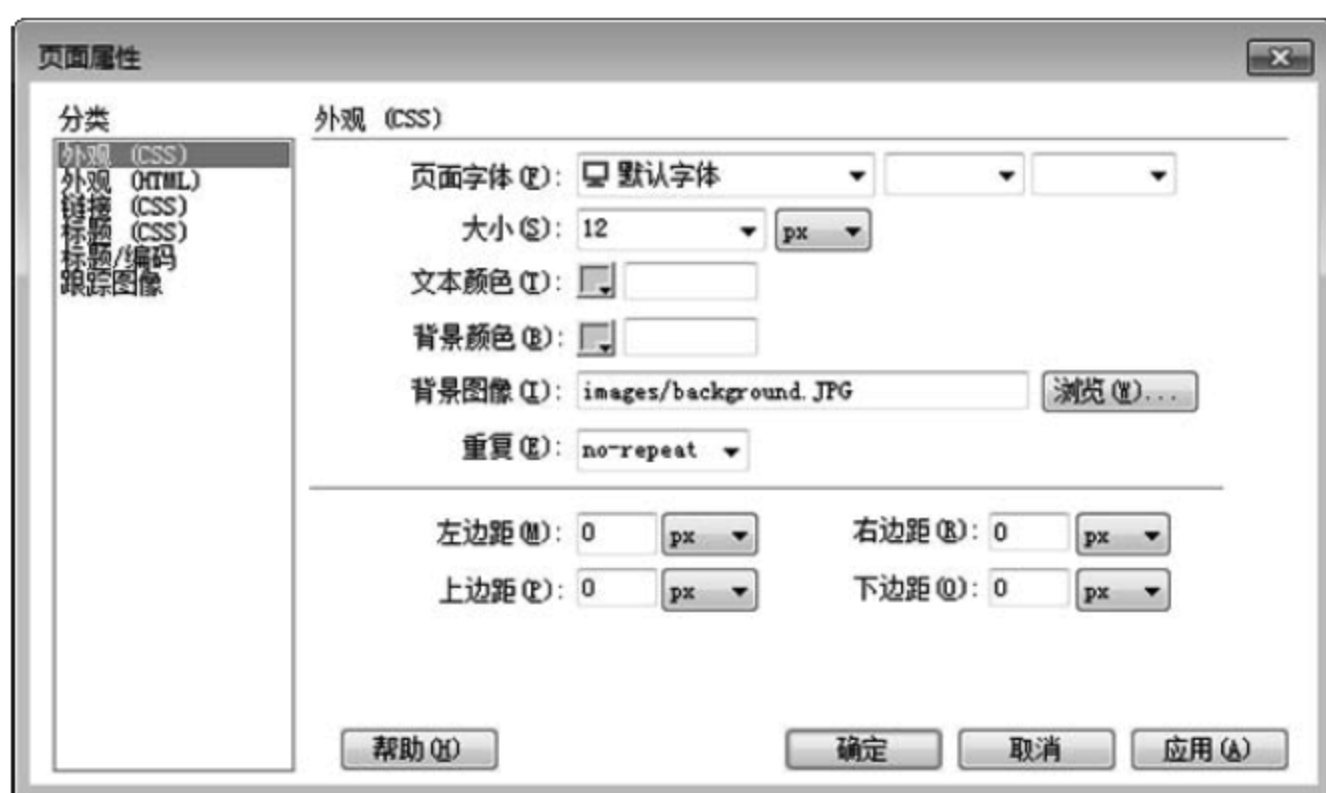 页面属性
分类
外观 (CSS)
外观 (HTML)
链接 (CSS)
标题 (CSS)
标题/编码
跟踪图像
外观 (CSS)
页面字体(F): 默认字体
大小(S): 12 px
文本颜色(T):
背景颜色(B):
背景图像(I): images/background.JPG 浏览(W)...
重复(E): no-repeat
左边距(M): 0 px 右边距(R): 0 px
上边距(P): 0 px 下边距(O): 0 px
帮助(H) 确定 取消 应用(A)